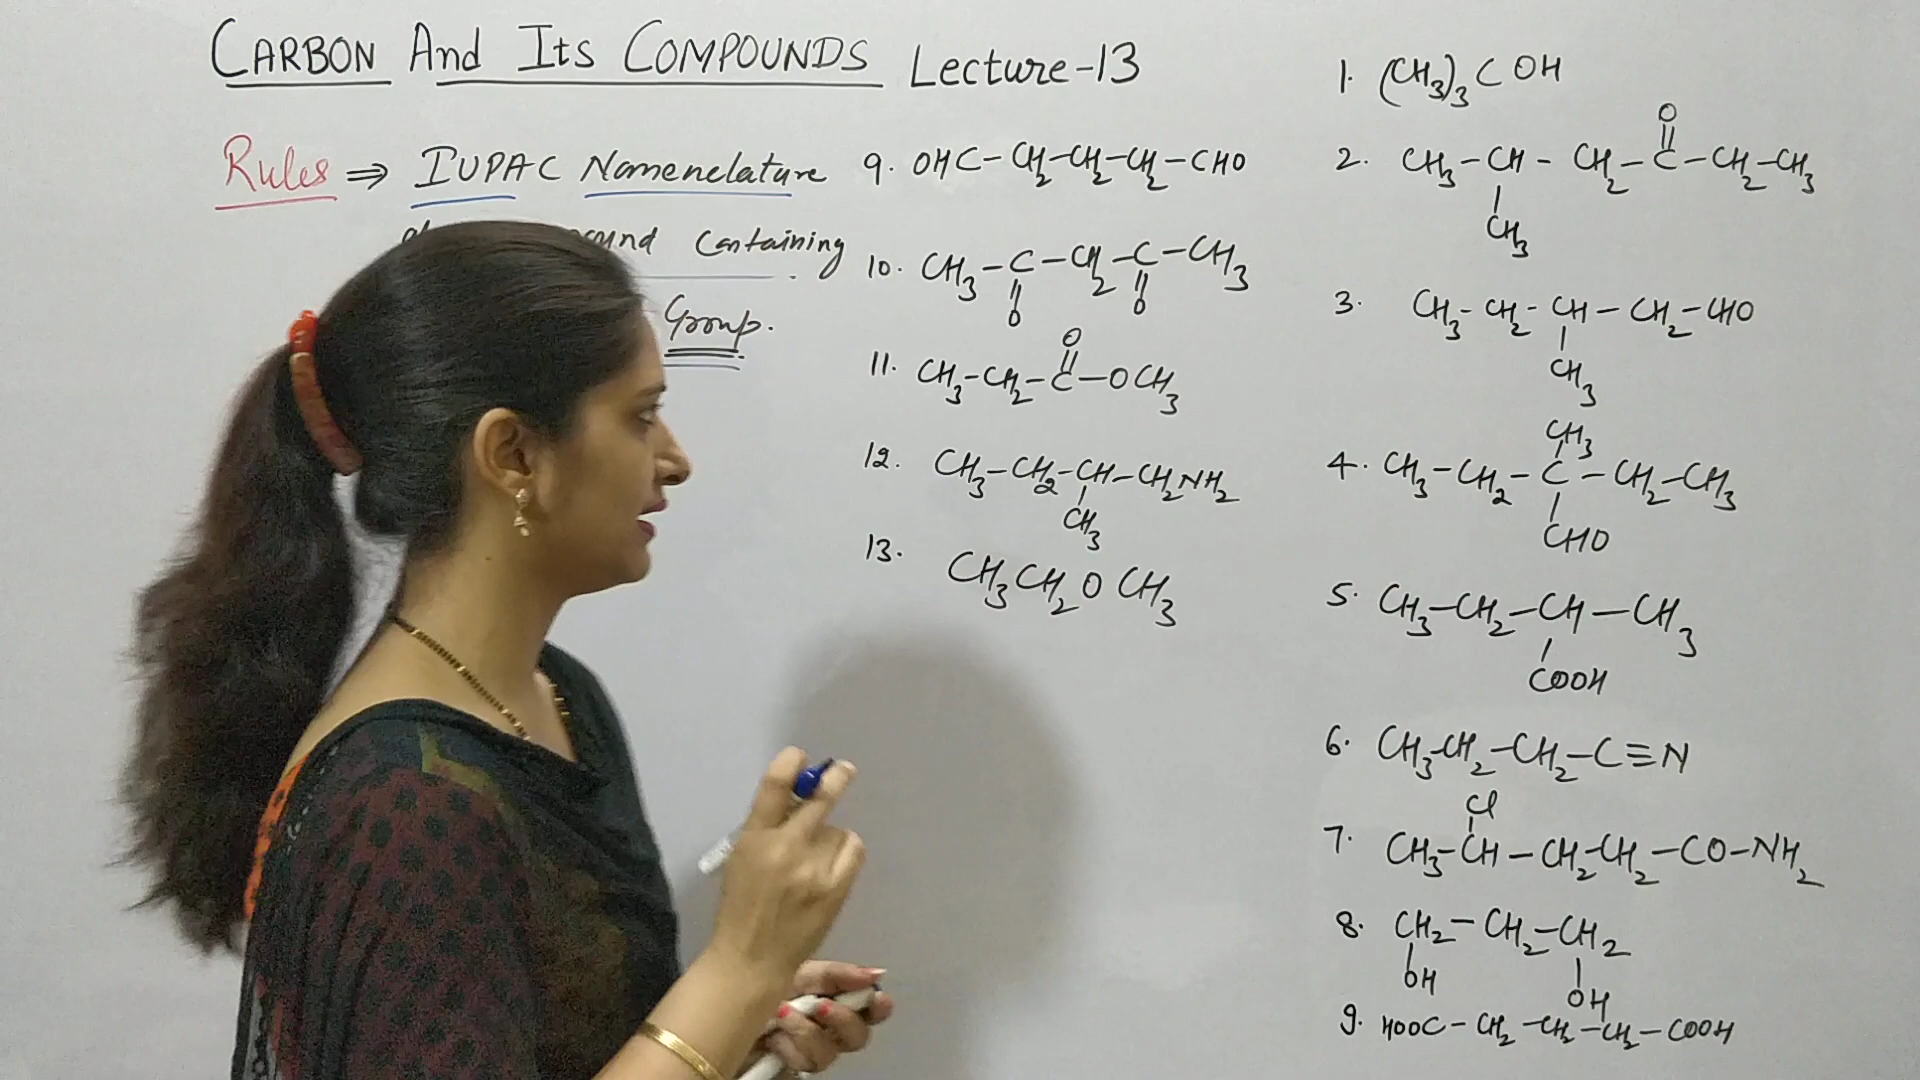 CARBON And Its COMPOUNDS Lecture-13
Rules ⇒ IUPAC Nomenclature
Containing
Group.
9. OHC-CH2-CH2-CH2-CHO
10. CH3-C-CH2-C-CH3
O O
O
11. CH3-CH2-C-OCH3
12. CH3-CH2-CH-CH2NH2
CH3
13. CH3CH2OCH3
1. (CH3)3COH
O
2. CH3-CH-CH2-C-CH2-CH3
CH3
3. CH3-CH2-CH-CH2-CHO
CH3
CH3
4. CH3-CH2-C-CH2-CH3
CHO
5. CH3-CH2-CH-CH3
COOH
6. CH3CH2-CH2-C≡N
Cl
7. CH3-CH-CH2-CH2-CO-NH2
8. CH2-CH2-CH2
OH OH
9. HOOC-CH2-CH2-CH2-COOH